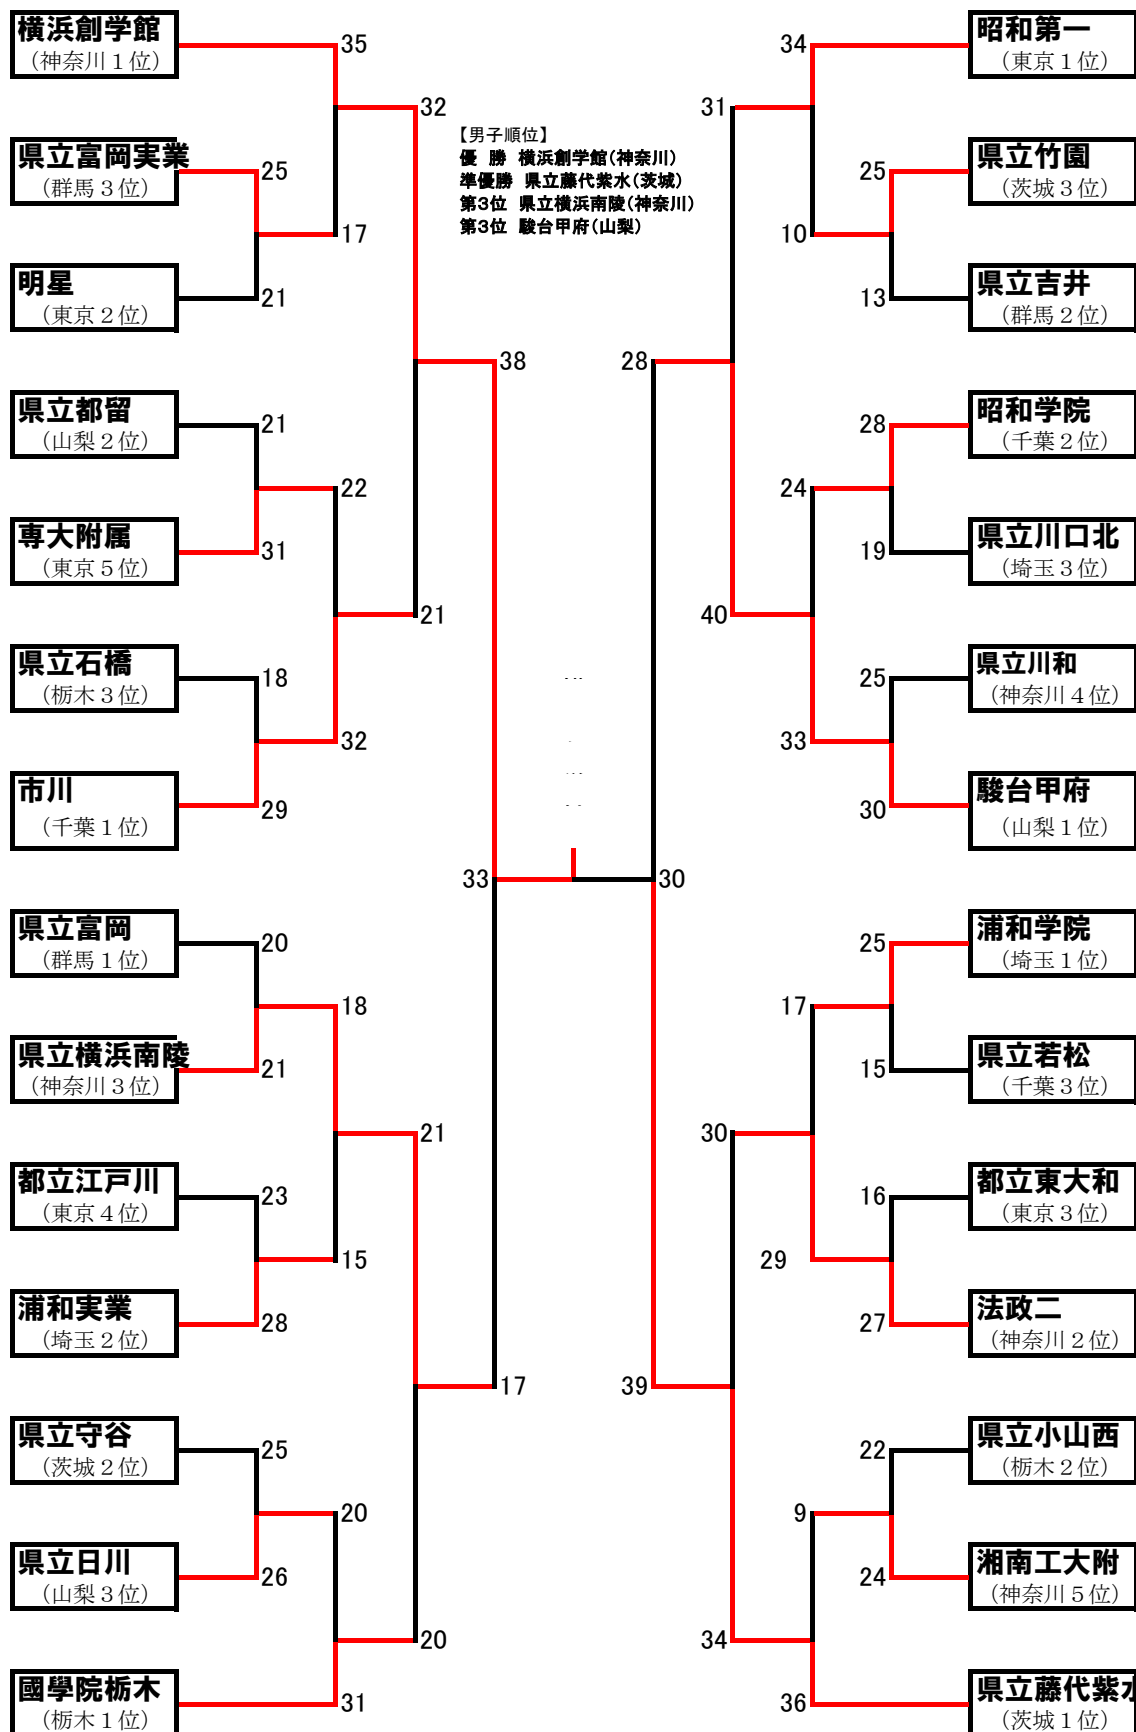 横浜創学館
（神奈川１位）
35
32
県立富岡実業
（群馬３位）
25
17
明星
（東京２位）
21
38
県立都留
（山梨２位）
21
22
専大附属
（東京５位）
31
21
県立石橋
（栃木３位）
18
32
市川
（千葉１位）
29
33
県立富岡
（群馬１位）
20
18
県立横浜南陵
（神奈川３位）
21
21
都立江戸川
（東京４位）
23
15
浦和実業
（埼玉２位）
28
17
県立守谷
（茨城２位）
25
20
県立日川
（山梨３位）
26
20
國學院栃木
（栃木１位）
31
【男子順位】
優　勝　横浜創学館(神奈川)
準優勝　県立藤代紫水(茨城)
第3位　県立横浜南陵(神奈川)
第3位　駿台甲府(山梨)
34
昭和第一
（東京１位）
31
25
県立竹園
（茨城３位）
10
13
県立吉井
（群馬２位）
28
28
昭和学院
（千葉２位）
24
19
県立川口北
（埼玉３位）
40
25
県立川和
（神奈川４位）
33
30
駿台甲府
（山梨１位）
30
25
浦和学院
（埼玉１位）
17
15
県立若松
（千葉３位）
30
16
都立東大和
（東京３位）
29
27
法政二
（神奈川２位）
39
22
県立小山西
（栃木２位）
9
24
湘南工大附
（神奈川５位）
34
36
県立藤代紫水
（茨城１位）